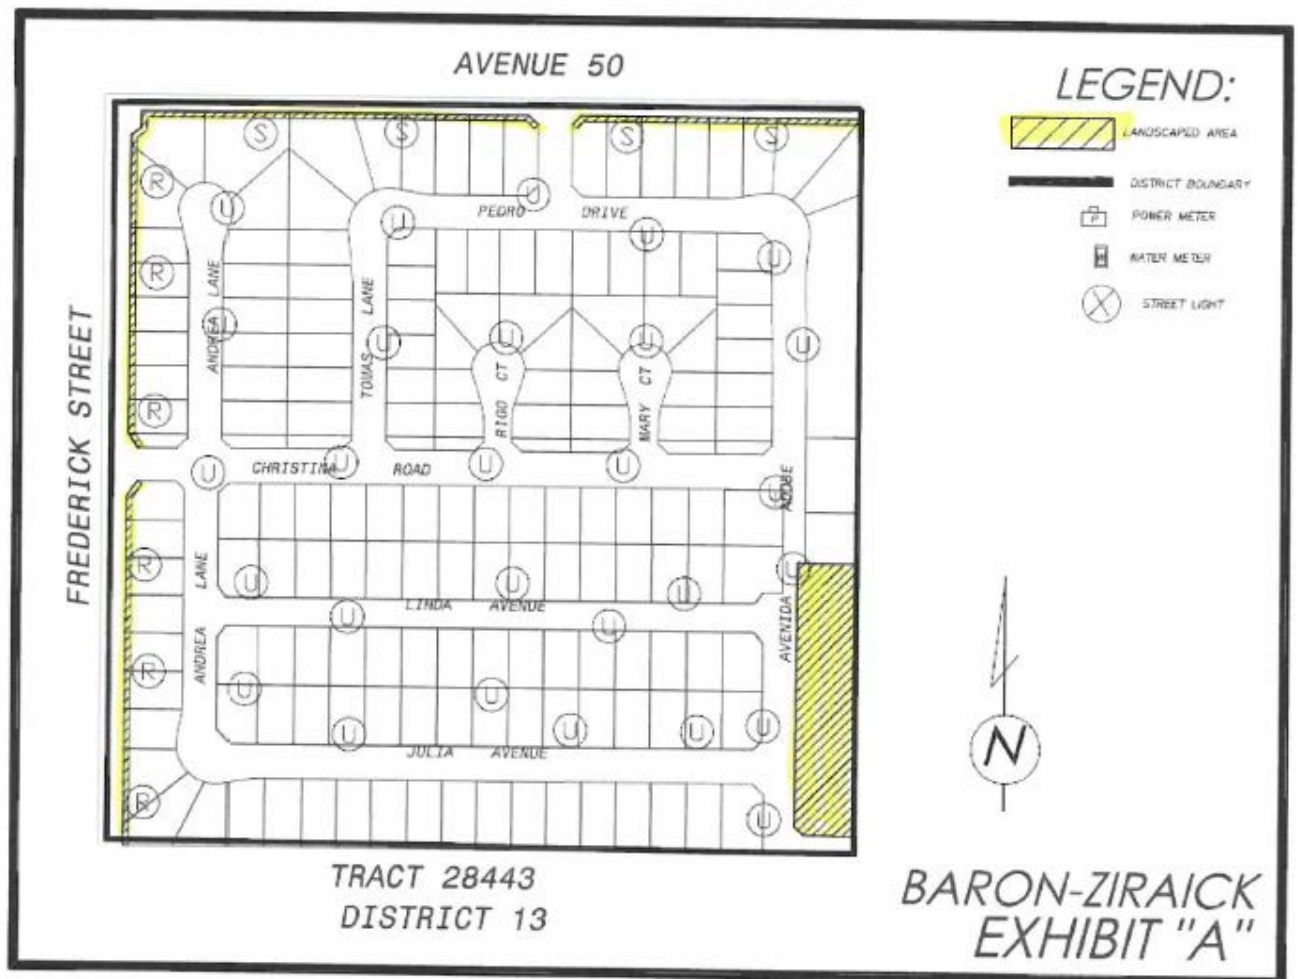 AVENUE 50
LEGEND:
LANDSCAPED AREA
DISTRICT BOUNDARY
P
POWER METER
WATER METER
X
STREET LIGHT
S
S
S
S
R
U
U
U
PEDRO DRIVE
U
U
R
ANDREA LANE
U
TOMAS LANE
U
RIGO CT
U
MARY CT
U
U
FREDERICK STREET
R
U
CHRISTINA ROAD
U
U
U
U
AVENIDA ADOBE
R
ANDREA LANE
U
U
U
U
LINDA AVENUE
U
U
R
U
U
U
U
U
U
JULIA AVENUE
R
U
N
TRACT 28443
DISTRICT 13
BARON-ZIRAICK
EXHIBIT "A"